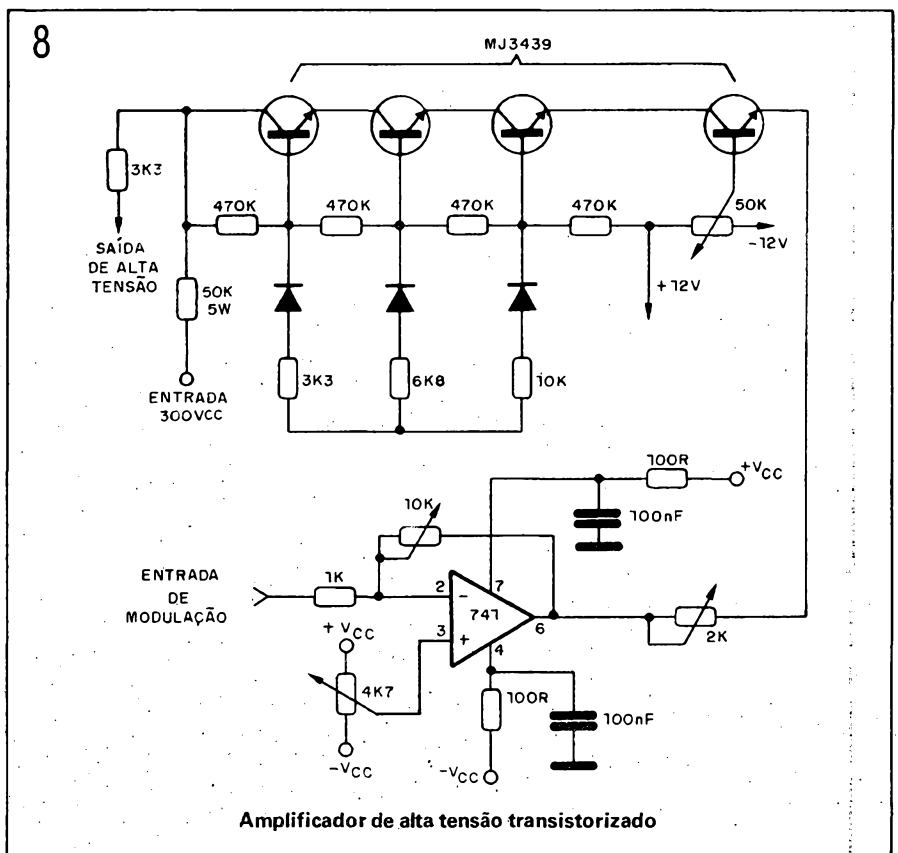 8
MJ3439
3K3
470K
470K
470K
470K
50K
-12V
SAÍDA
DE ALTA
TENSÃO
50K
5W
+12V
3K3
6K8
10K
ENTRADA
300VCC
100R
+VCC
10K
100nF
ENTRADA
DE
MODULAÇÃO
1K
2
-
7
741
6
3
+
4
2K
+VCC
4K7
100R
100nF
-VCC
-VCC
Amplificador de alta tensão transistorizado